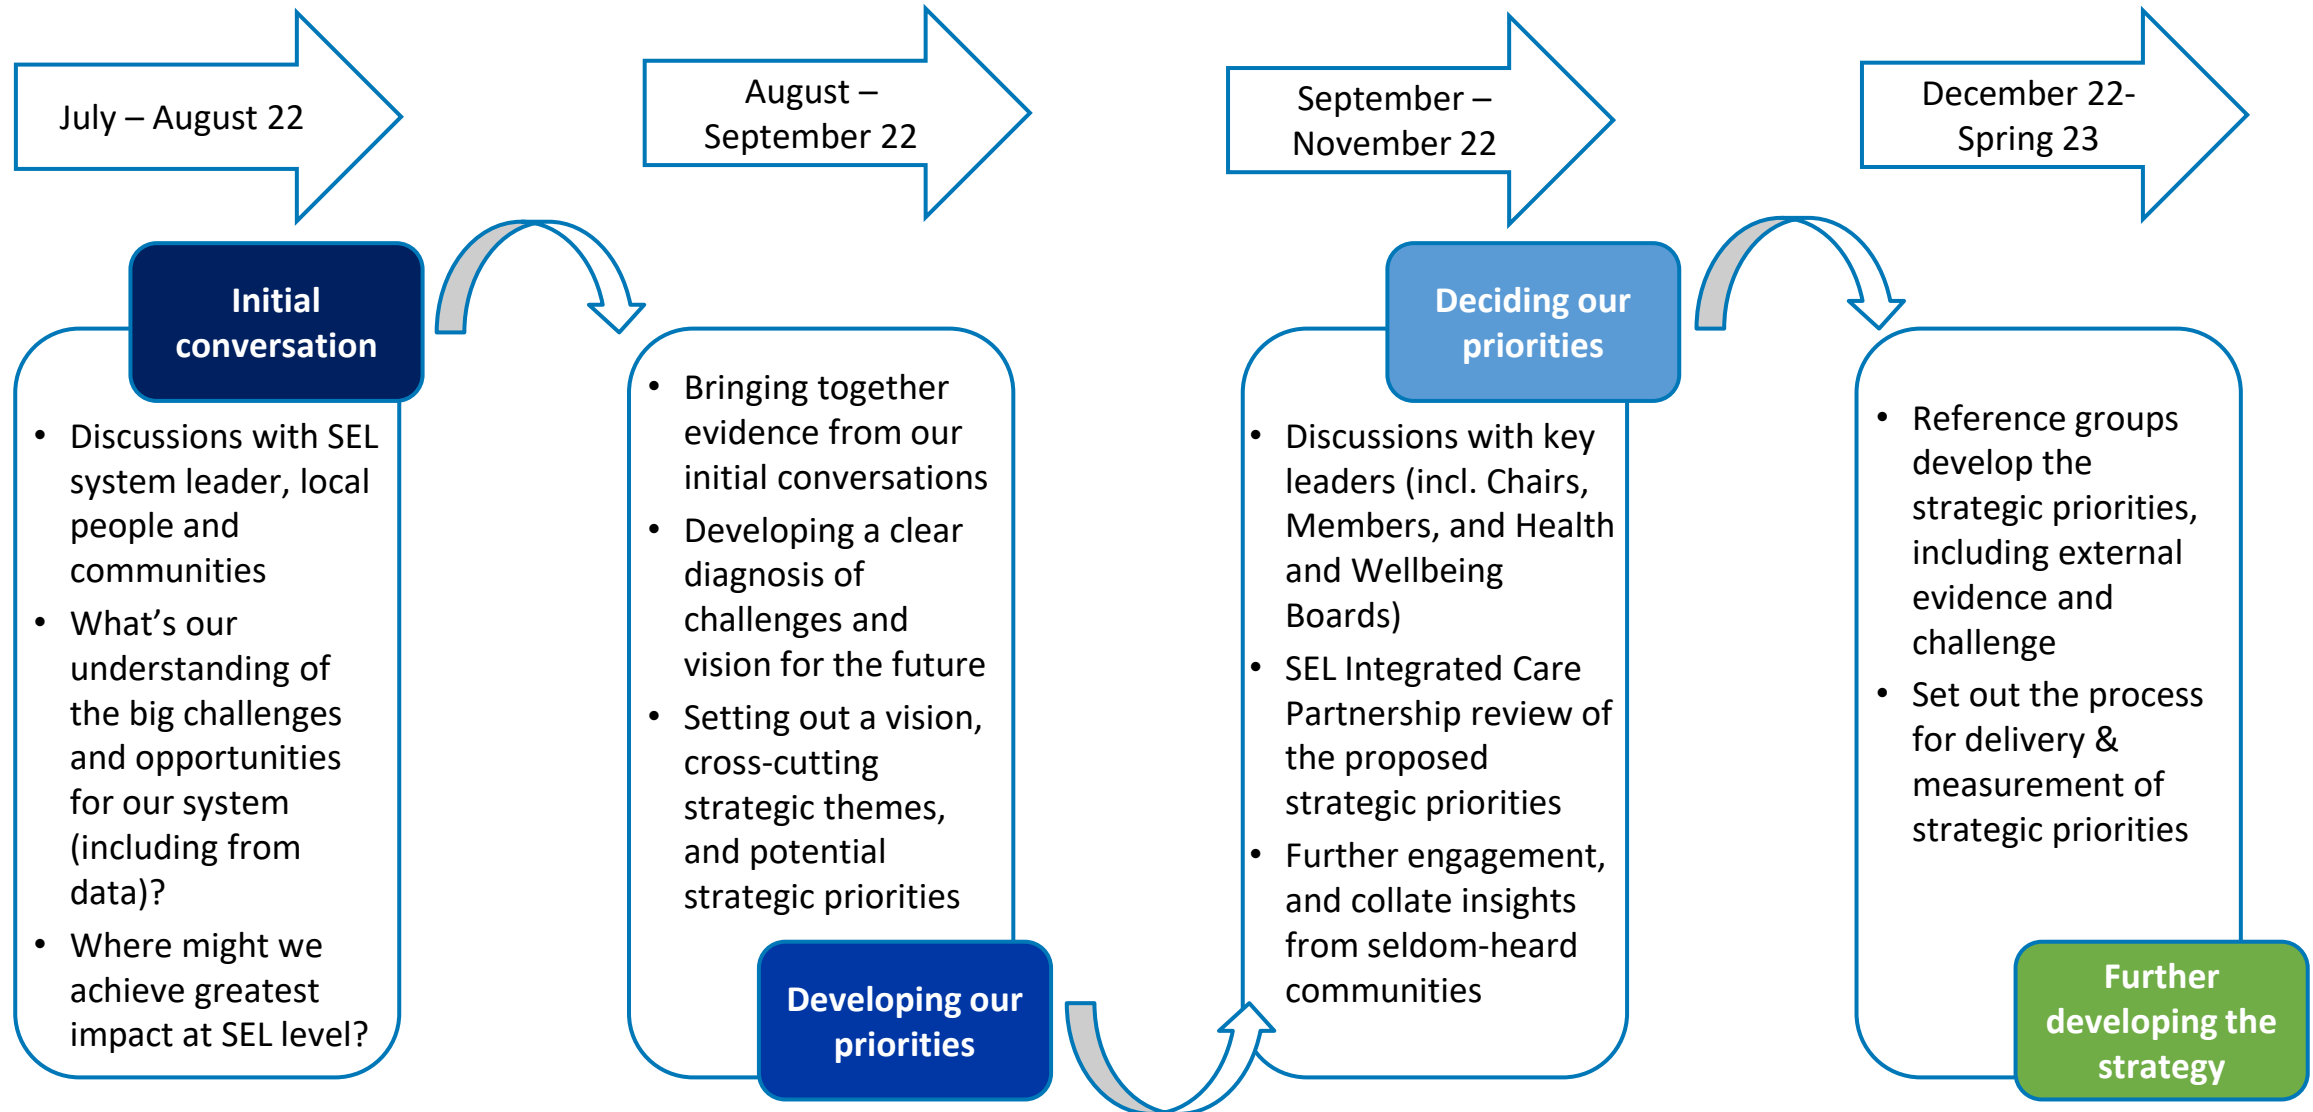 July – August 22
August –
September 22
September –
November 22
December 22-
Spring 23
Initial
conversation
• Discussions with SEL
system leader, local
people and
communities
• What’s our
understanding of
the big challenges
and opportunities
for our system
(including from
data)?
• Where might we
achieve greatest
impact at SEL level?
• Bringing together
evidence from our
initial conversations
• Developing a clear
diagnosis of
challenges and
vision for the future
• Setting out a vision,
cross-cutting
strategic themes,
and potential
strategic priorities
Developing our
priorities
Deciding our
priorities
• Discussions with key
leaders (incl. Chairs,
Members, and Health
and Wellbeing
Boards)
• SEL Integrated Care
Partnership review of
the proposed
strategic priorities
• Further engagement,
and collate insights
from seldom-heard
communities
• Reference groups
develop the
strategic priorities,
including external
evidence and
challenge
• Set out the process
for delivery &
measurement of
strategic priorities
Further
developing the
strategy